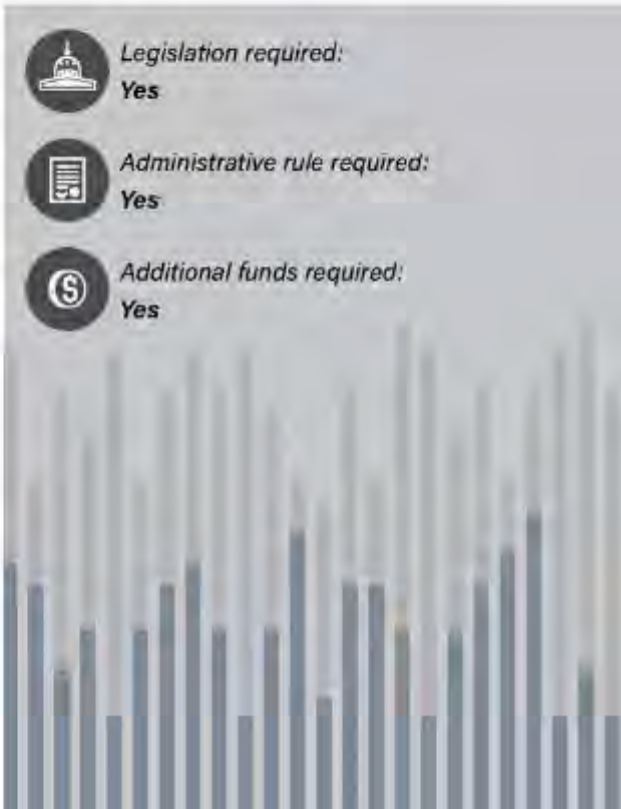 Legislation required:
Yes
Administrative rule required:
Yes
Additional funds required:
Yes